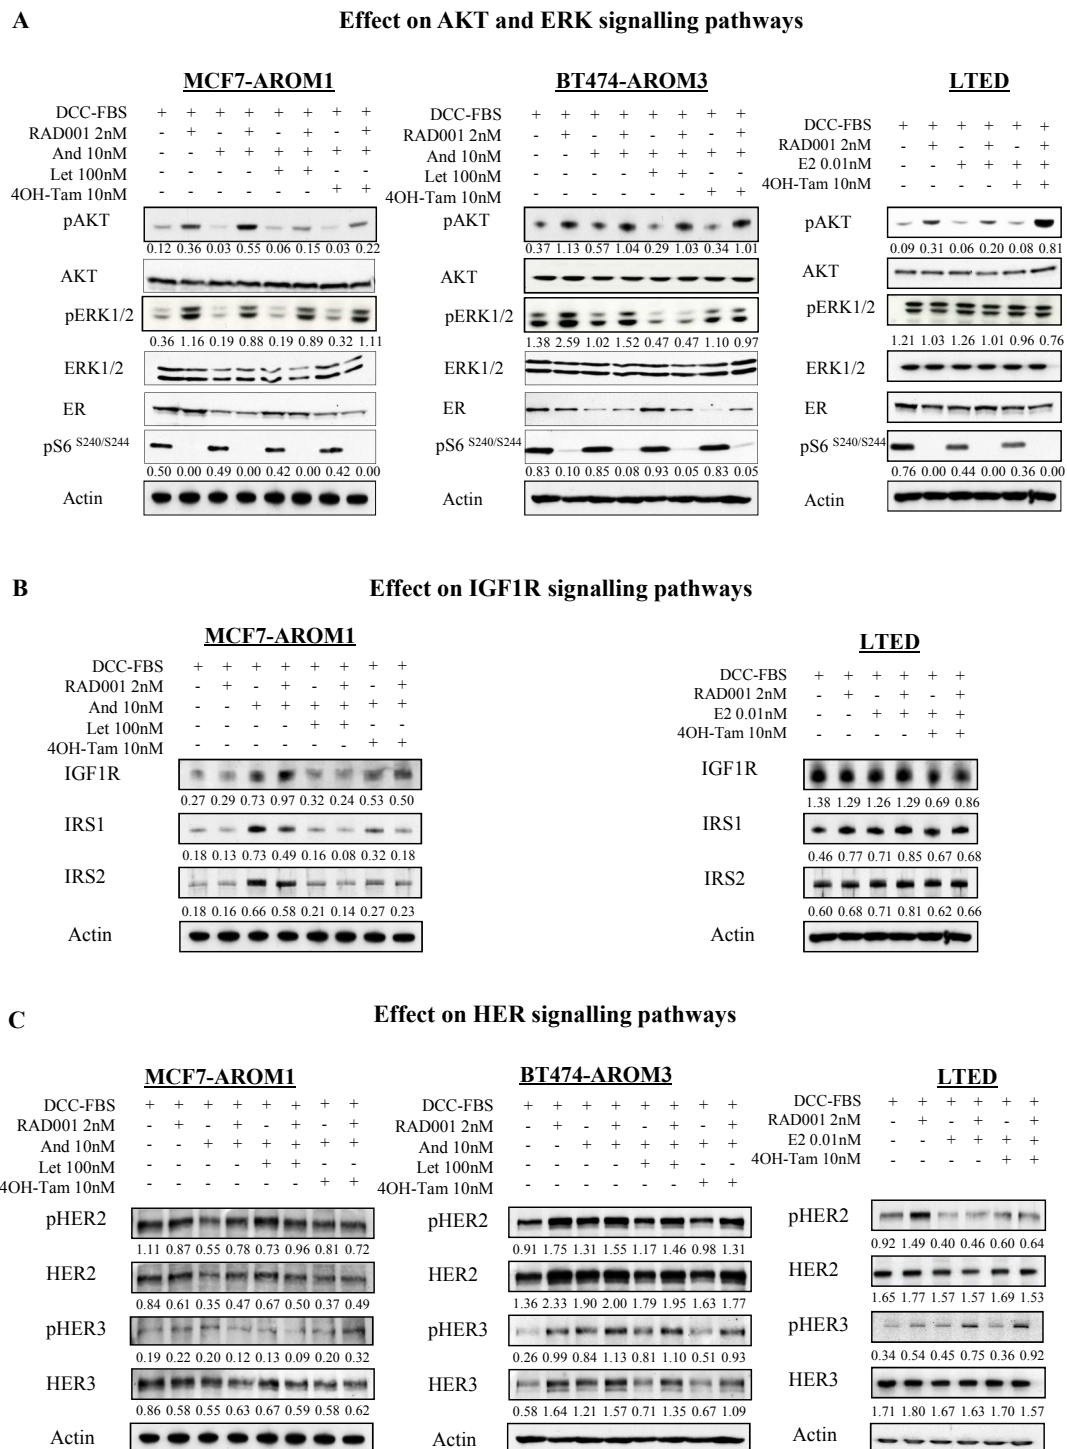 A
Effect on AKT and ERK signalling pathways
MCF7-AROM1
DCC-FBS + + + + + + + +
RAD001 2nM - + - + - + - +
And 10nM - - + + + + + +
Let 100nM - - - - + + - -
4OH-Tam 10nM - - - - - - + +
pAKT
0.12 0.36 0.03 0.55 0.06 0.15 0.03 0.22
AKT
pERK1/2
0.36 1.16 0.19 0.88 0.19 0.89 0.32 1.11
ERK1/2
ER
pS6 S240/S244
0.50 0.00 0.49 0.00 0.42 0.00 0.42 0.00
Actin
BT474-AROM3
DCC-FBS + + + + + + + +
RAD001 2nM - + - + - + - +
And 10nM - - + + + + + +
Let 100nM - - - - + + - -
4OH-Tam 10nM - - - - - - + +
pAKT
0.37 1.13 0.57 1.04 0.29 1.03 0.34 1.01
AKT
pERK1/2
1.38 2.59 1.02 1.52 0.47 0.47 1.10 0.97
ERK1/2
ER
pS6 S240/S244
0.83 0.10 0.85 0.08 0.93 0.05 0.83 0.05
Actin
LTED
DCC-FBS + + + + + +
RAD001 2nM - + - + - +
E2 0.01nM - - + + + +
4OH-Tam 10nM - - - - + +
pAKT
0.09 0.31 0.06 0.20 0.08 0.81
AKT
pERK1/2
1.21 1.03 1.26 1.01 0.96 0.76
ERK1/2
ER
pS6 S240/S244
0.76 0.00 0.44 0.00 0.36 0.00
Actin
B
Effect on IGF1R signalling pathways
MCF7-AROM1
DCC-FBS + + + + + + + +
RAD001 2nM - + - + - + - +
And 10nM - - + + + + + +
Let 100nM - - - - + + - -
4OH-Tam 10nM - - - - - - + +
IGF1R
0.27 0.29 0.73 0.97 0.32 0.24 0.53 0.50
IRS1
0.18 0.13 0.73 0.49 0.16 0.08 0.32 0.18
IRS2
0.18 0.16 0.66 0.58 0.21 0.14 0.27 0.23
Actin
LTED
DCC-FBS + + + + + +
RAD001 2nM - + - + - +
E2 0.01nM - - + + + +
4OH-Tam 10nM - - - - + +
IGF1R
1.38 1.29 1.26 1.29 0.69 0.86
IRS1
0.46 0.77 0.71 0.85 0.67 0.68
IRS2
0.60 0.68 0.71 0.81 0.62 0.66
Actin
C
Effect on HER signalling pathways
MCF7-AROM1
DCC-FBS + + + + + + + +
RAD001 2nM - + - + - + - +
And 10nM - - + + + + + +
Let 100nM - - - - + + - -
4OH-Tam 10nM - - - - - - + +
pHER2
1.11 0.87 0.55 0.78 0.73 0.96 0.81 0.72
HER2
0.84 0.61 0.35 0.47 0.67 0.50 0.37 0.49
pHER3
0.19 0.22 0.20 0.12 0.13 0.09 0.20 0.32
HER3
0.86 0.58 0.55 0.63 0.67 0.59 0.58 0.62
Actin
BT474-AROM3
DCC-FBS + + + + + + + +
RAD001 2nM - + - + - + - +
And 10nM - - + + + + + +
Let 100nM - - - - + + - -
4OH-Tam 10nM - - - - - - + +
pHER2
0.91 1.75 1.31 1.55 1.17 1.46 0.98 1.31
HER2
1.36 2.33 1.90 2.00 1.79 1.95 1.63 1.77
pHER3
0.26 0.99 0.84 1.13 0.81 1.10 0.51 0.93
HER3
0.58 1.64 1.21 1.57 0.71 1.35 0.67 1.09
Actin
LTED
DCC-FBS + + + + + +
RAD001 2nM - + - + - +
E2 0.01nM - - + + + +
4OH-Tam 10nM - - - - + +
pHER2
0.92 1.49 0.40 0.46 0.60 0.64
HER2
1.65 1.77 1.57 1.57 1.69 1.53
pHER3
0.34 0.54 0.45 0.75 0.36 0.92
HER3
1.71 1.80 1.67 1.63 1.70 1.57
Actin